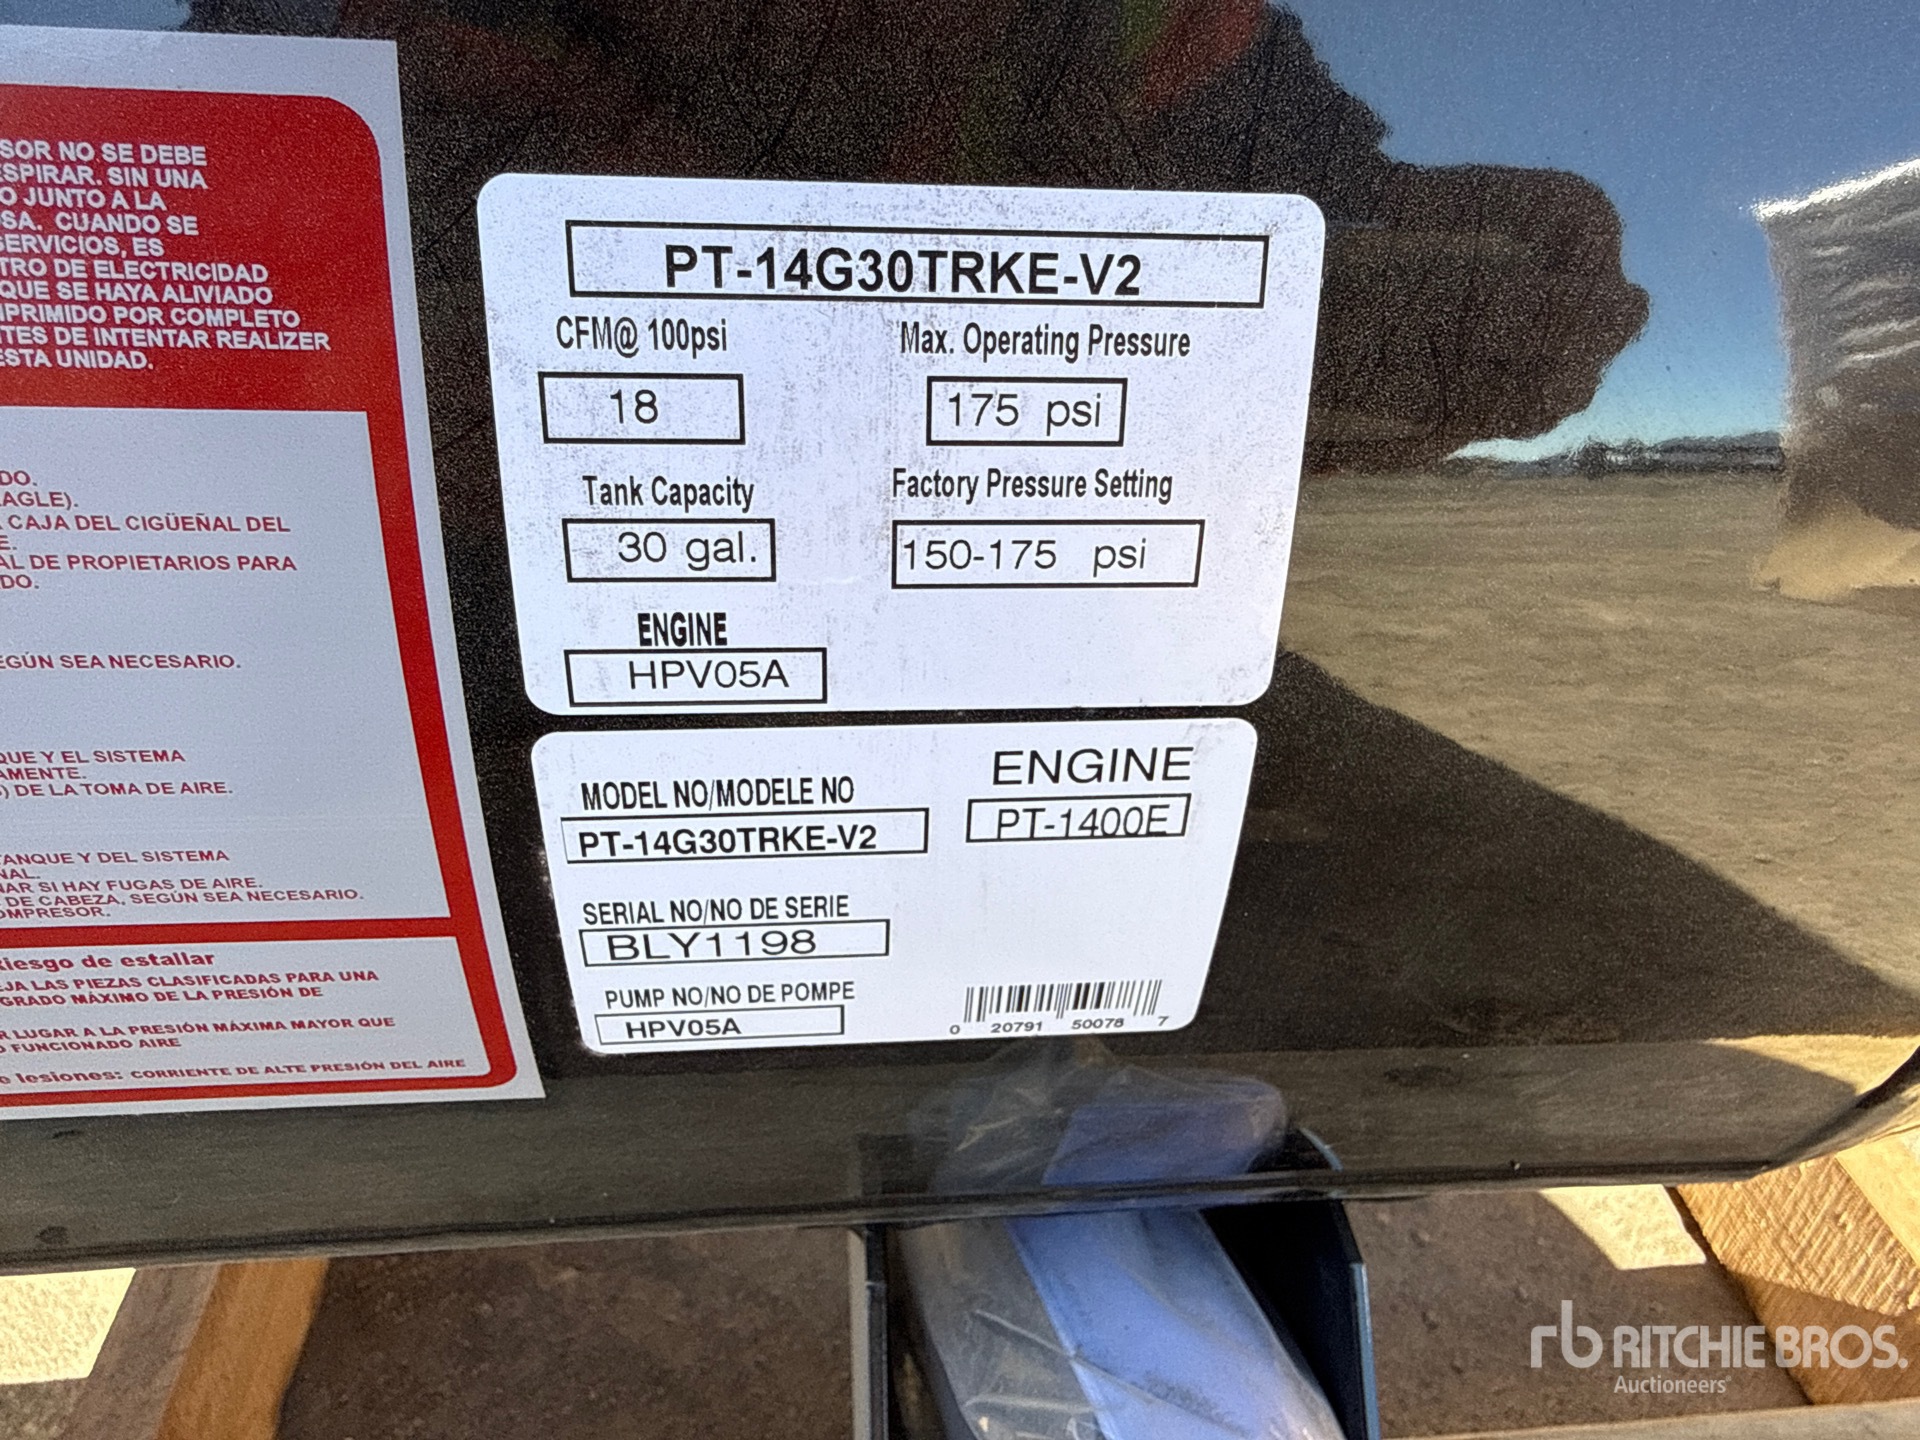 SOR NO SE DEBE
ESPIRAR. SIN UNA
O JUNTO A LA
SA. CUANDO SE
SERVICIOS, ES
TRO DE ELECTRICIDAD
QUE SE HAYA ALIVIADO
MPRIMIDO POR COMPLETO
TES DE INTENTAR REALIZER
ESTA UNIDAD.
DO.
EAGLE).
CAJA DEL CIGÜEÑAL DEL
E.
AL DE PROPIETARIOS PARA
DO.
EGÚN SEA NECESARIO.
QUE Y EL SISTEMA
AMENTE.
) DE LA TOMA DE AIRE.
TANQUE Y DEL SISTEMA
NAL.
NAR SI HAY FUGAS DE AIRE.
DE CABEZA, SEGÚN SEA NECESARIO.
OMPRESOR.
Riesgo de estallar
JA LAS PIEZAS CLASIFICADAS PARA UNA
GRADO MÁXIMO DE LA PRESIÓN DE
R LUGAR A LA PRESIÓN MÁXIMA MAYOR QUE
O FUNCIONADO AIRE
e lesiones: CORRIENTE DE ALTE PRESIÓN DEL AIRE
PT-14G30TRKE-V2
CFM@ 100psi
18
Max. Operating Pressure
175 psi
Tank Capacity
30 gal.
Factory Pressure Setting
150-175 psi
ENGINE
HPV05A
MODEL NO/MODELE NO
PT-14G30TRKE-V2
ENGINE
PT-1400E
SERIAL NO/NO DE SERIE
BLY1198
PUMP NO/NO DE POMPE
HPV05A
0 20791 50078 7
rb RITCHIE BROS.
Auctioneers